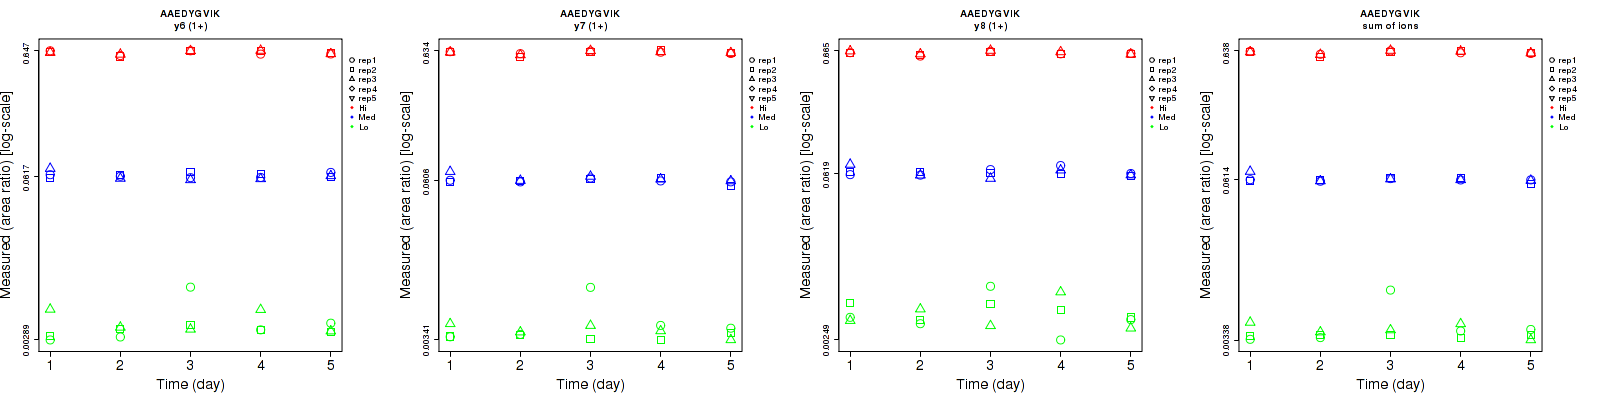 AAEDYGVIK
y6 (1+)
Measured (area ratio) [log-scale]
0.847
0.0617
0.00289
1 2 3 4 5
Time (day)
rep1
rep2
rep3
rep4
rep5
Hi
Med
Lo
AAEDYGVIK
y7 (1+)
Measured (area ratio) [log-scale]
0.834
0.0606
0.00341
1 2 3 4 5
Time (day)
rep1
rep2
rep3
rep4
rep5
Hi
Med
Lo
AAEDYGVIK
y8 (1+)
Measured (area ratio) [log-scale]
0.0619
0.00249
1 2 3 4 5
Time (day)
rep1
rep2
rep3
rep4
rep5
Hi
Med
Lo
AAEDYGVIK
sum of ions
Measured (area ratio) [log-scale]
0.838
0.0614
0.00338
1 2 3 4 5
Time (day)
rep1
rep2
rep3
rep4
rep5
Hi
Med
Lo